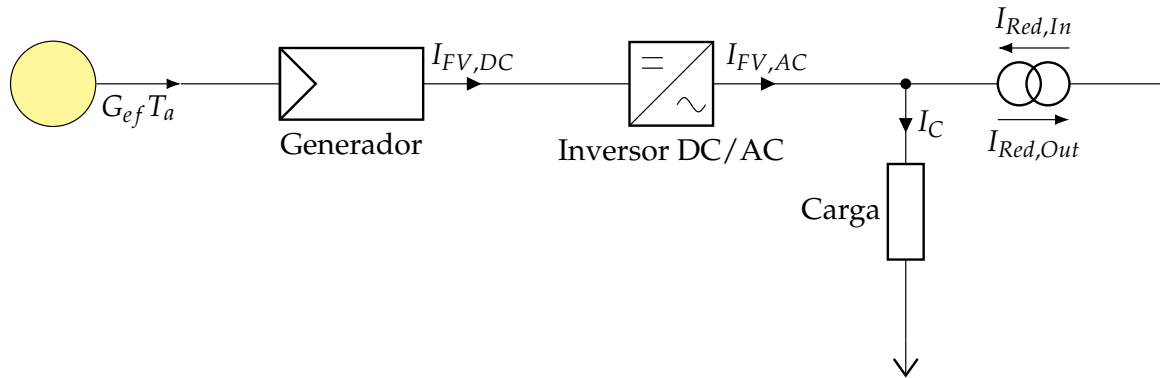 G_{ef}T_a
Generador
I_{FV,DC}
Inversor DC/AC
I_{FV,AC}
I_C
Carga
I_{Red,In}
I_{Red,Out}